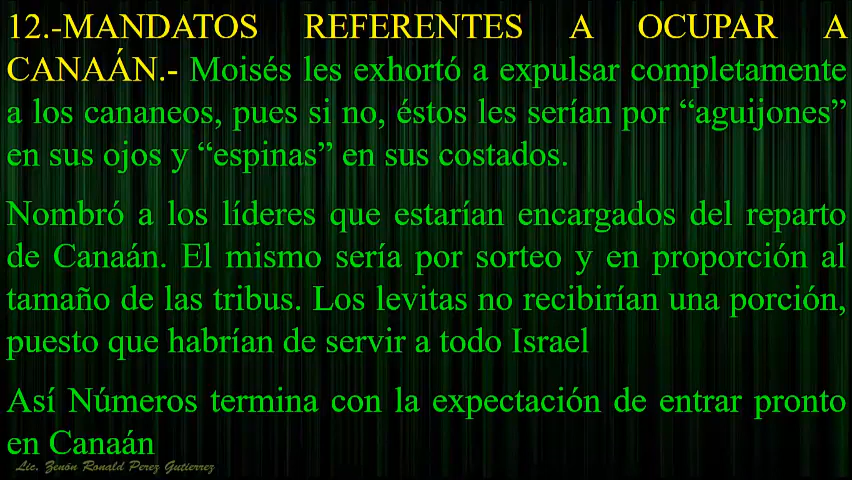 12.-MANDATOS REFERENTES A OCUPAR A
CANAÁN.- Moisés les exhortó a expulsar completamente
a los cananeos, pues si no, éstos les serían por “aguijones”
en sus ojos y “espinas” en sus costados.
Nombró a los líderes que estarían encargados del reparto
de Canaán. El mismo sería por sorteo y en proporción al
tamaño de las tribus. Los levitas no recibirían una porción,
puesto que habrían de servir a todo Israel
Así Números termina con la expectación de entrar pronto
en Canaán
Lic. Zenón Ronald Perez Gutierrez